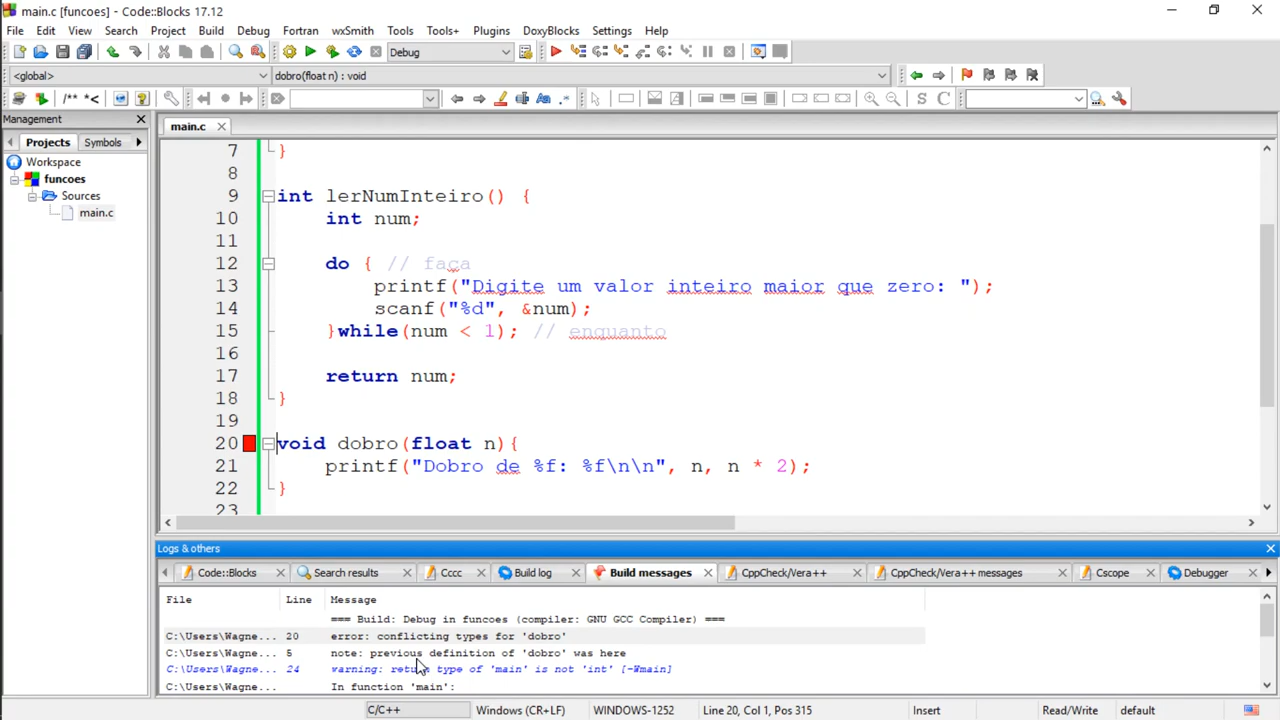 main.c [funcoes] - Code::Blocks 17.12
File Edit View Search Project Build Debug Fortran wxSmith Tools Tools+ Plugins DoxyBlocks Settings Help
Debug
<global> dobro(float n) : void
/** *<
Management
Projects Symbols
main.c
Workspace
funcoes
Sources
main.c
7 }
8
9 int lerNumInteiro() {
10 int num;
11
12 do { // faça
13 printf("Digite um valor inteiro maior que zero: ");
14 scanf("%d", &num);
15 }while(num < 1); // enquanto
16
17 return num;
18 }
19
20 void dobro(float n){
21 printf("Dobro de %f: %f\n\n", n, n * 2);
22 }
23
Logs & others
Code::Blocks Search results Cccc Build log Build messages CppCheck/Vera++ CppCheck/Vera++ messages Cscope Debugger
File Line Message
=== Build: Debug in funcoes (compiler: GNU GCC Compiler) ===
C:\Users\Wagne... 20 error: conflicting types for 'dobro'
C:\Users\Wagne... 5 note: previous definition of 'dobro' was here
C:\Users\Wagne... 24 warning: return type of 'main' is not 'int' [-Wmain]
C:\Users\Wagne... In function 'main':
C/C++ Windows (CR+LF) WINDOWS-1252 Line 20, Col 1, Pos 315 Insert Read/Write default